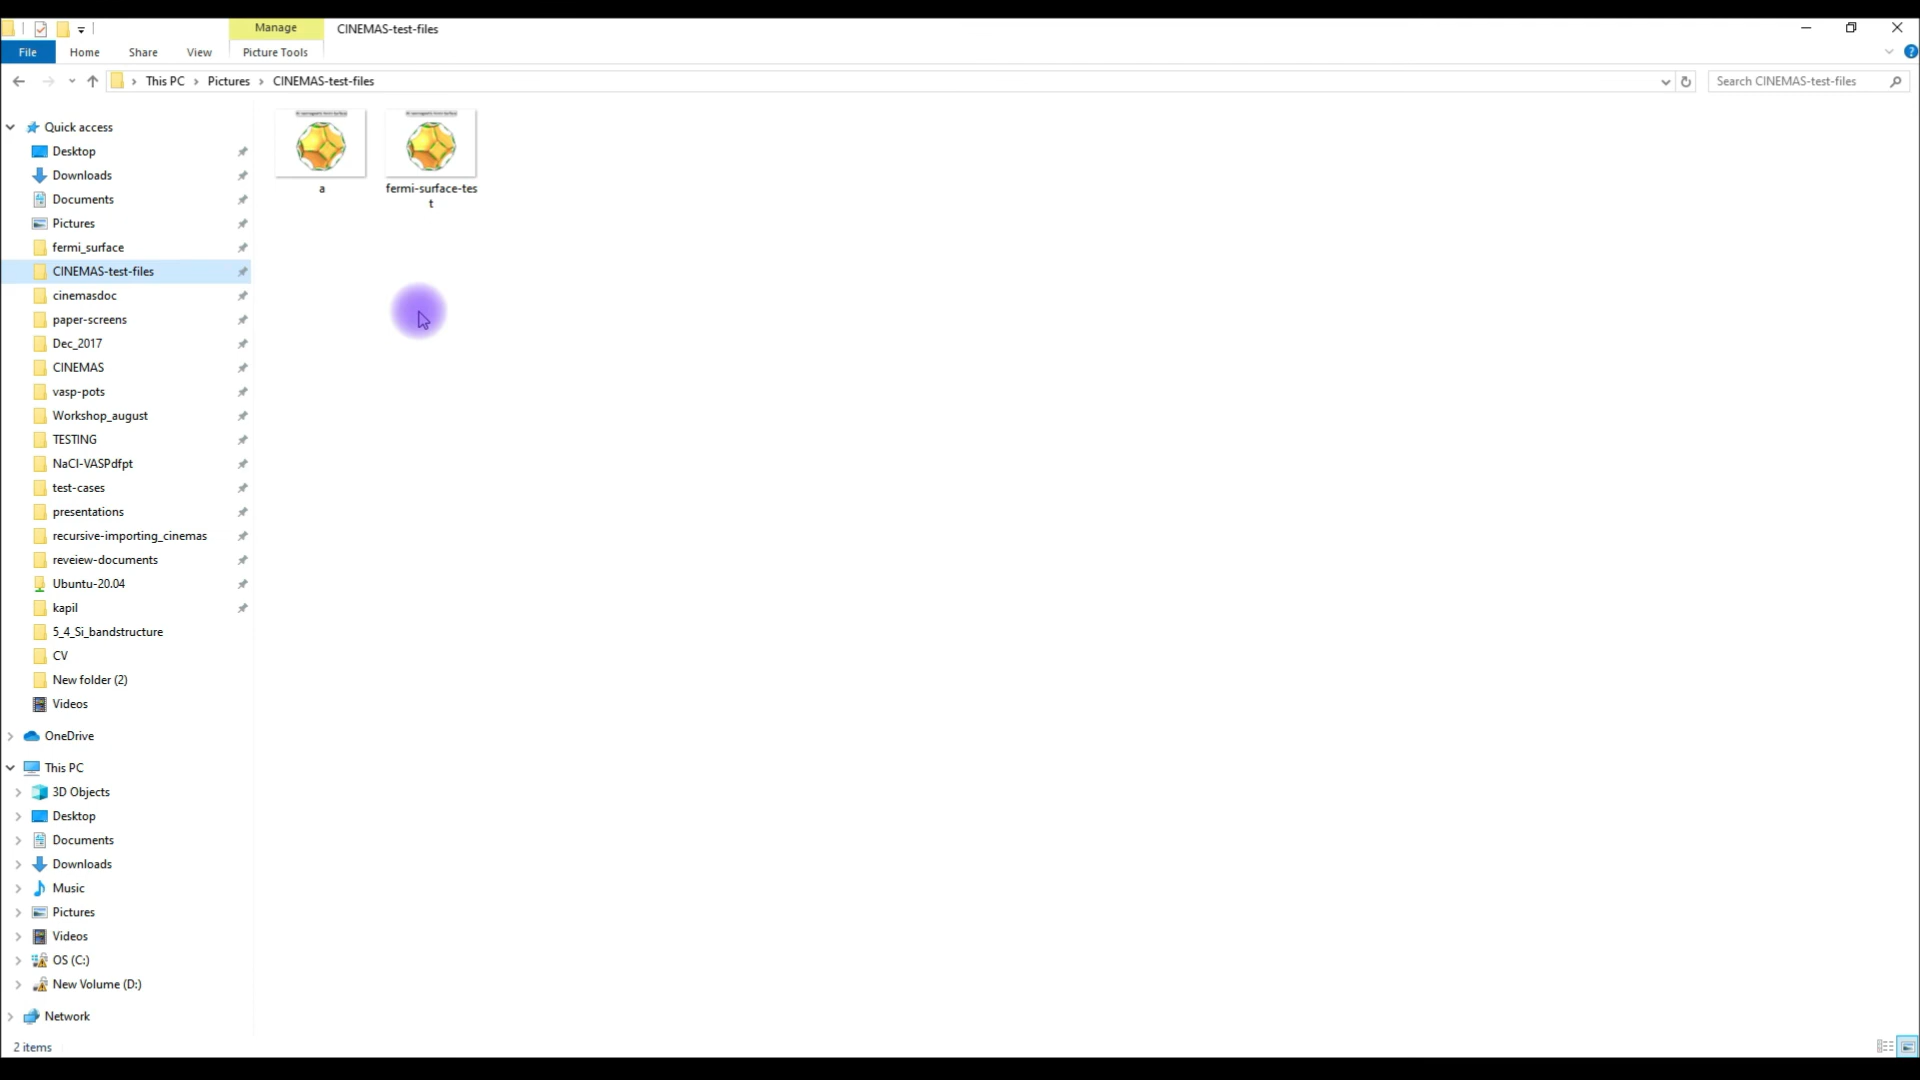 Manage
CINEMAS-test-files
File
Home
Share
View
Picture Tools
This PC
Pictures
CINEMAS-test-files
Search CINEMAS-test-files
Quick access
Desktop
Downloads
Documents
Pictures
fermi_surface
CINEMAS-test-files
cinemasdoc
paper-screens
Dec_2017
CINEMAS
vasp-pots
Workshop_august
TESTING
NaCl-VASPdfpt
test-cases
presentations
recursive-importing_cinemas
reveiew-documents
Ubuntu-20.04
kapil
5_4_Si_bandstructure
CV
New folder (2)
Videos
OneDrive
This PC
3D Objects
Desktop
Documents
Downloads
Music
Pictures
Videos
OS (C:)
New Volume (D:)
Network
a
fermi-surface-tes
t
2 items